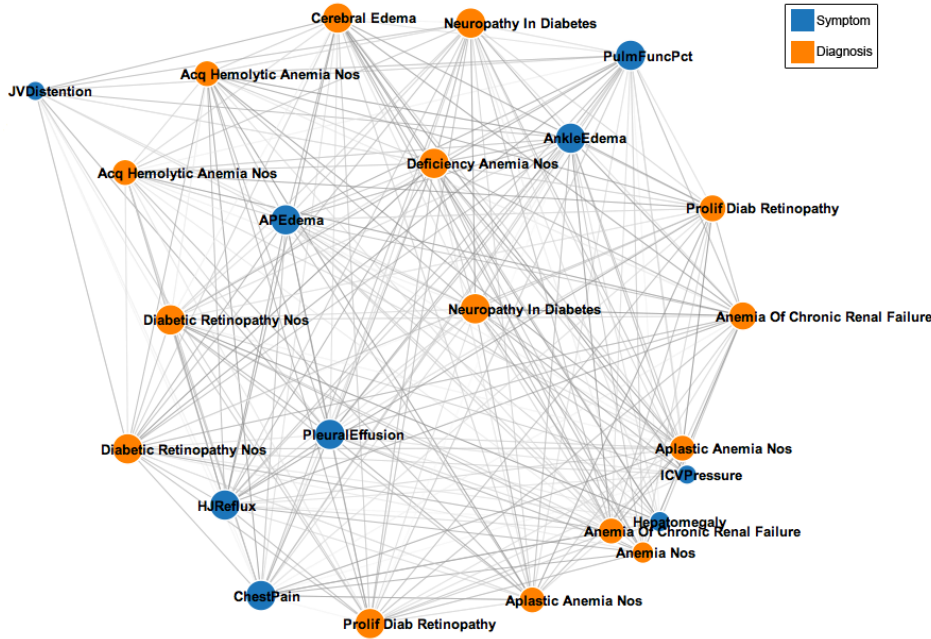 Cerebral Edema
Neuropathy In Diabetes
Symptom
Diagnosis
PulmFuncPct
Acq Hemolytic Anemia Nos
JVDistention
AnkleEdema
Deficiency Anemia Nos
Acq Hemolytic Anemia Nos
Prolif Diab Retinopathy
APEdema
Neuropathy In Diabetes
Anemia Of Chronic Renal Failure
Diabetic Retinopathy Nos
PleuralEffusion
Diabetic Retinopathy Nos
Aplastic Anemia Nos
ICVPressure
HJReflux
Hepatomegaly
Anemia Of Chronic Renal Failure
Anemia Nos
ChestPain
Aplastic Anemia Nos
Prolif Diab Retinopathy